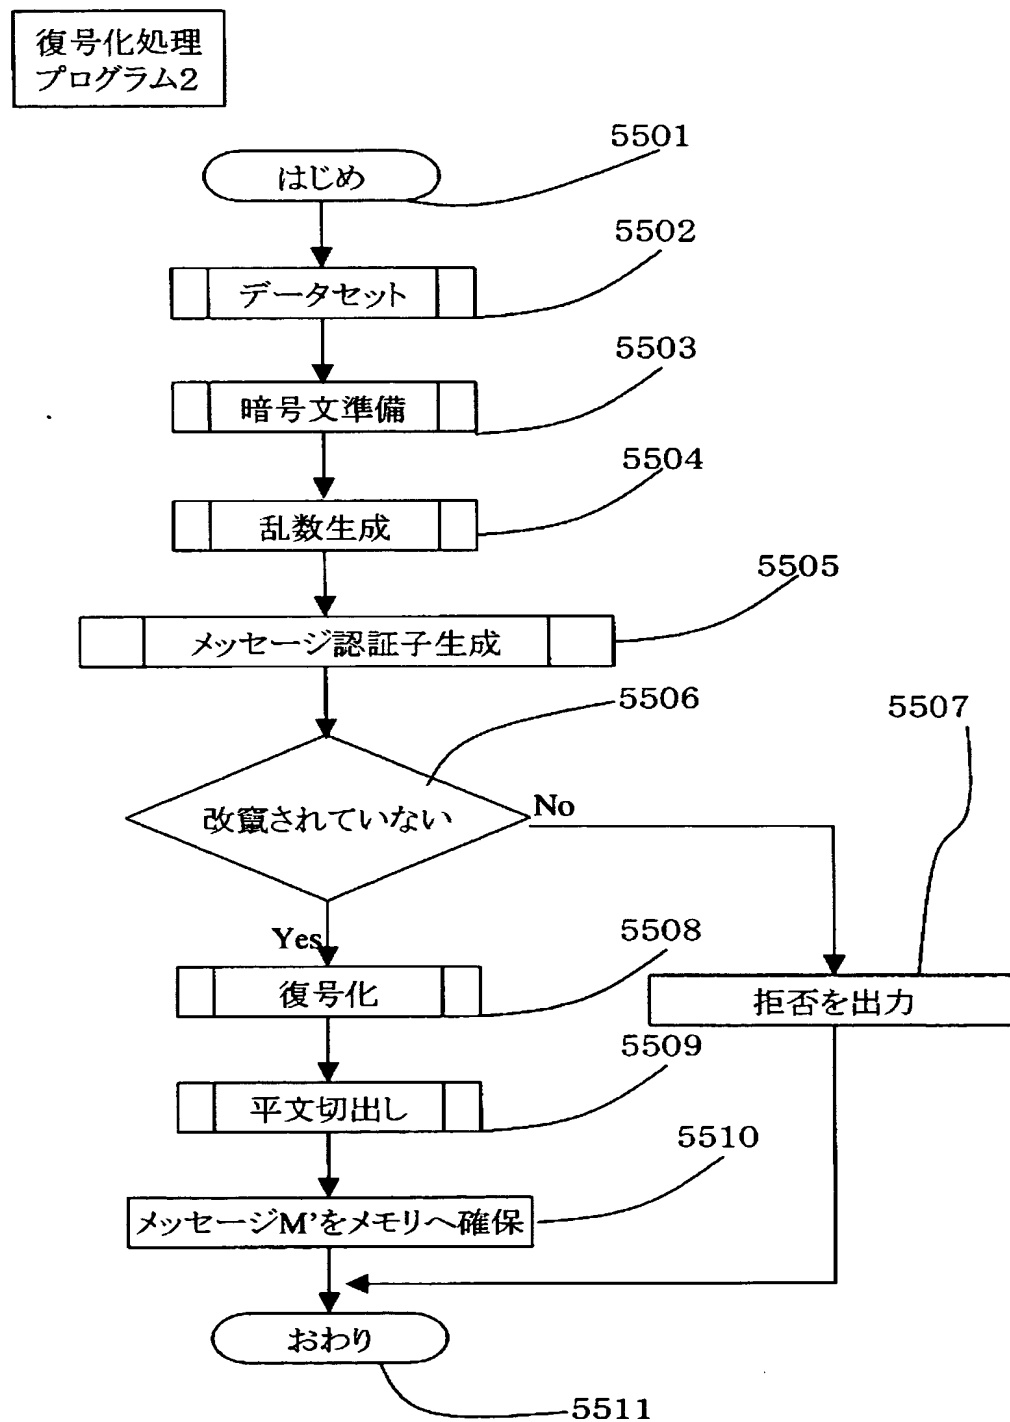 復号化処理
プログラム2
5501
はじめ
5502
データセット
5503
暗号文準備
5504
乱数生成
5505
メッセージ認証子生成
5506
5507
改竄されていない
No
Yes
5508
復号化
拒否を出力
5509
平文切出し
5510
メッセージM'をメモリへ確保
おわり
5511